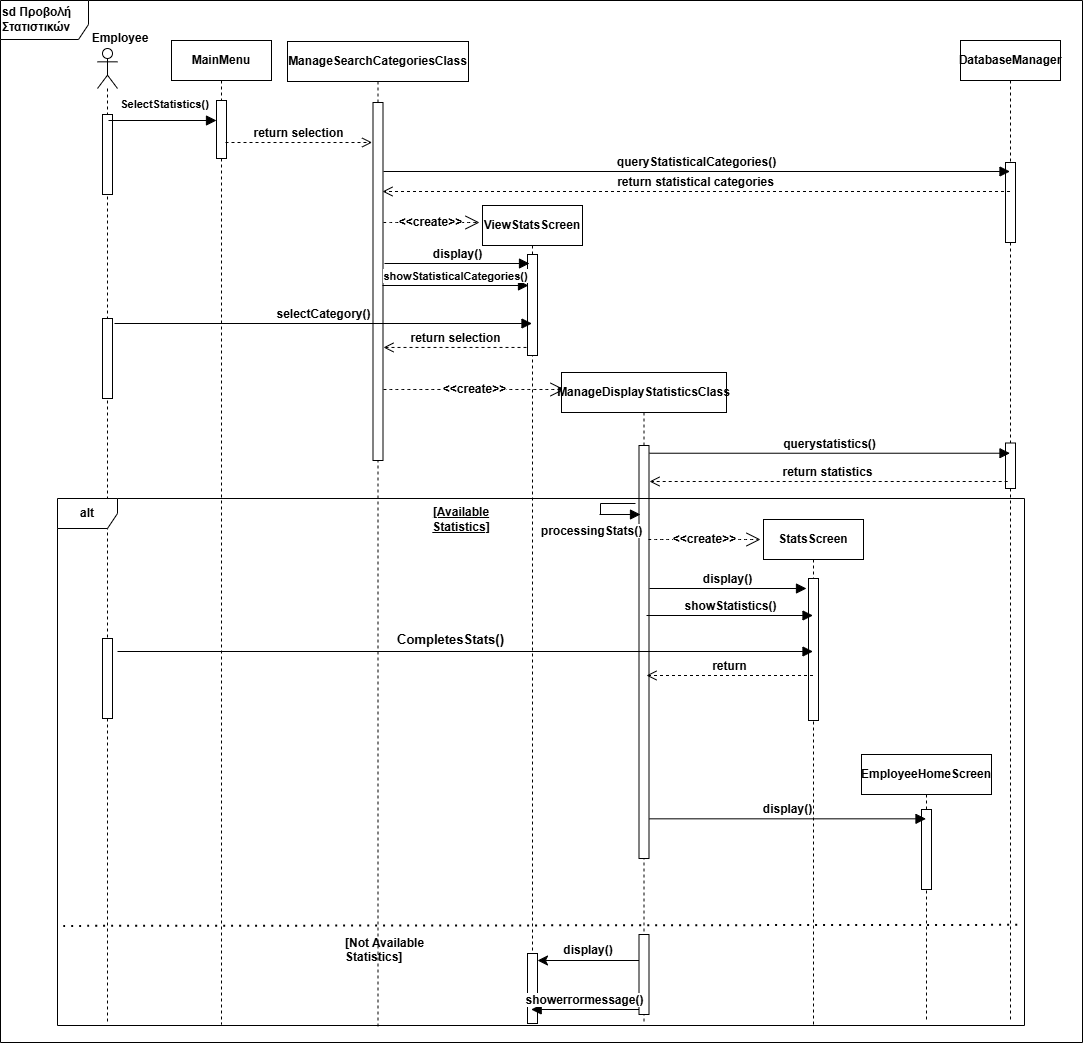 sd Προβολή
Στατιστικών
Employee
MainMenu
ManageSearchCategoriesClass
DatabaseManager
SelectStatistics()
return selection
queryStatisticalCategories()
return statistical categories
<<create>>
ViewStatsScreen
display()
showStatisticalCategories()
selectCategory()
return selection
<<create>>
ManageDisplayStatisticsClass
querystatistics()
return statistics
alt
[Available
Statistics]
processingStats()
<<create>>
StatsScreen
display()
showStatistics()
CompletesStats()
return
EmployeeHomeScreen
display()
[Not Available
Statistics]
display()
showerrormessage()